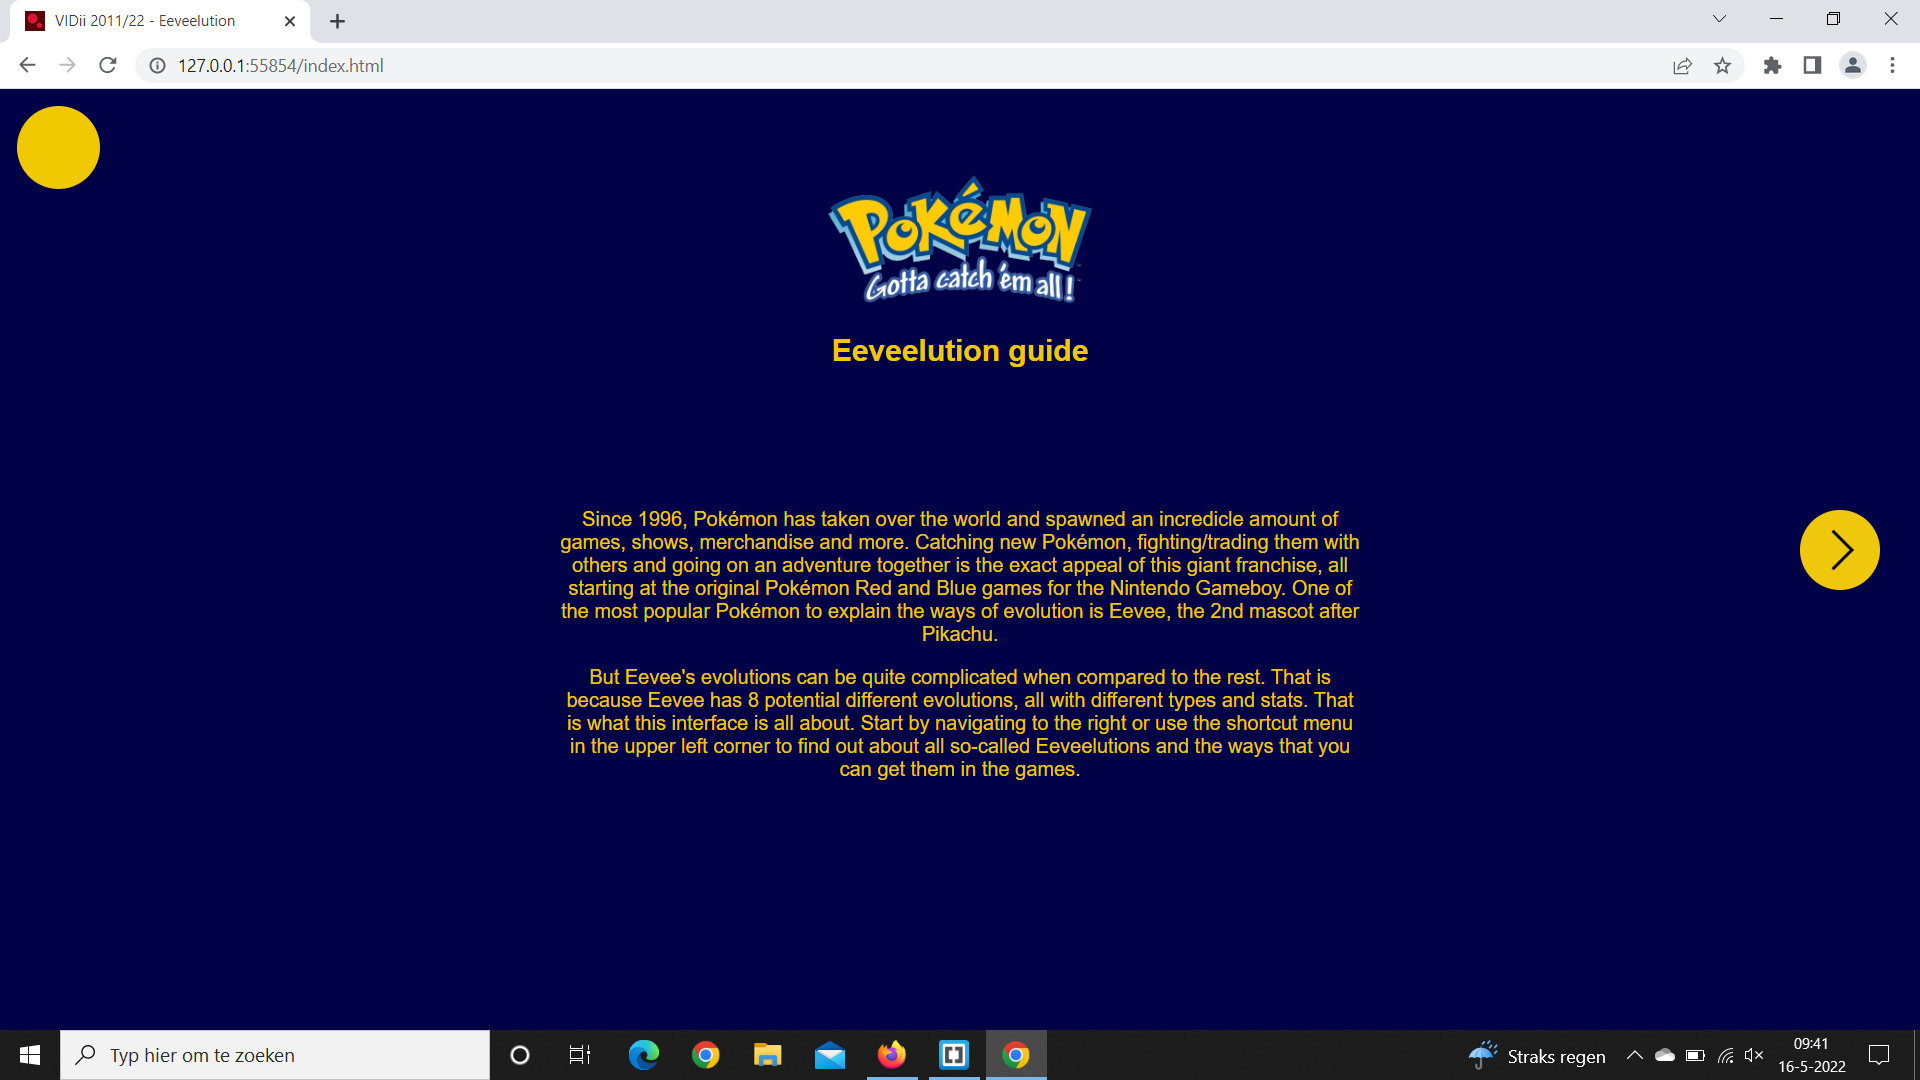 VIDii 2011/22 - Eeveelution
127.0.0.1:55854/index.html
POKéMON
Gotta catch 'em all!
Eeveelution guide
Since 1996, Pokémon has taken over the world and spawned an incredicle amount of
games, shows, merchandise and more. Catching new Pokémon, fighting/trading them with
others and going on an adventure together is the exact appeal of this giant franchise, all
starting at the original Pokémon Red and Blue games for the Nintendo Gameboy. One of
the most popular Pokémon to explain the ways of evolution is Eevee, the 2nd mascot after
Pikachu.
But Eevee's evolutions can be quite complicated when compared to the rest. That is
because Eevee has 8 potential different evolutions, all with different types and stats. That
is what this interface is all about. Start by navigating to the right or use the shortcut menu
in the upper left corner to find out about all so-called Eeveelutions and the ways that you
can get them in the games.
Typ hier om te zoeken
Straks regen
09:41
16-5-2022